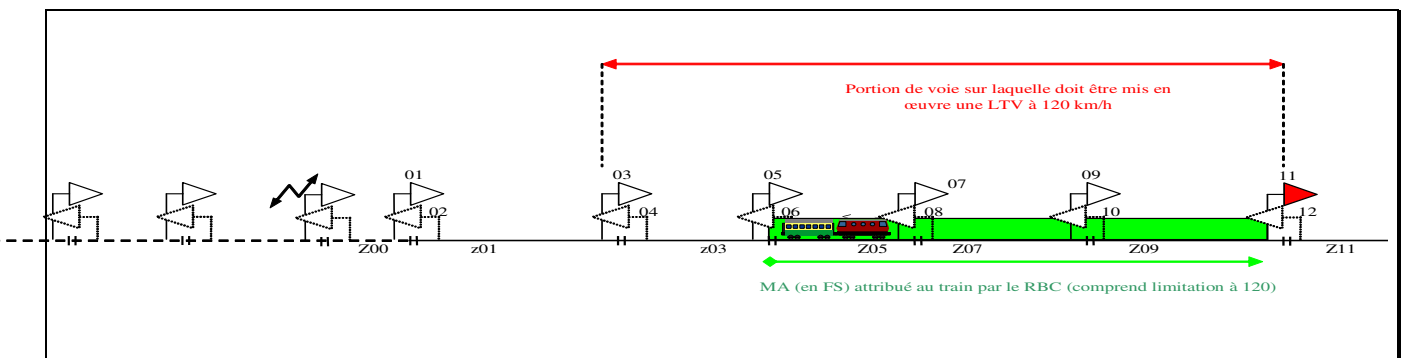 Portion de voie sur laquelle doit être mis en
œuvre une LTV à 120 km/h
01 03 05 07 09 11
02 04 06 08 10 12
Z00 z01 z03 Z05 Z07 Z09 Z11
MA (en FS) attribué au train par le RBC (comprend limitation à 120)